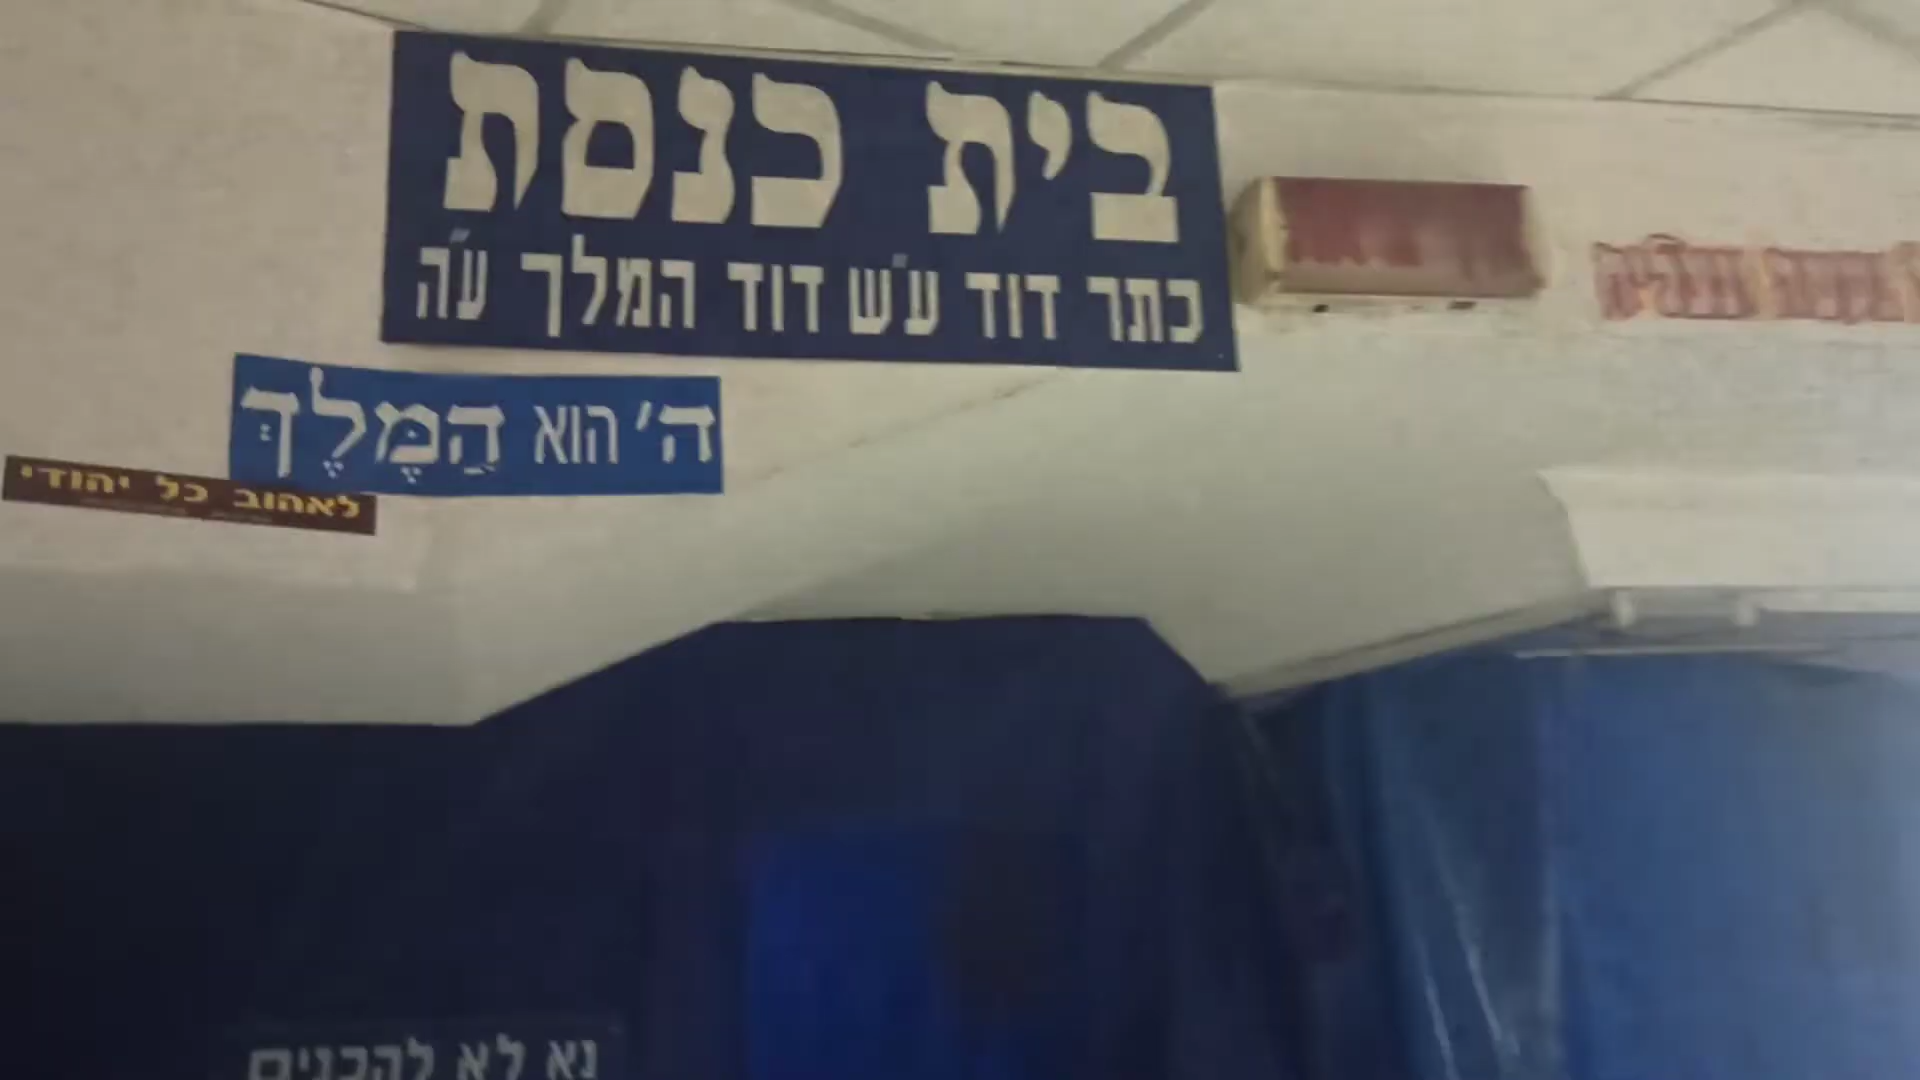 בית כנסת
כתר דוד ע"ש דוד המלך ע"ה
ה' הוא הַמֶּלֶךְ
לאהוב כל יהודי
נא לא להכניס